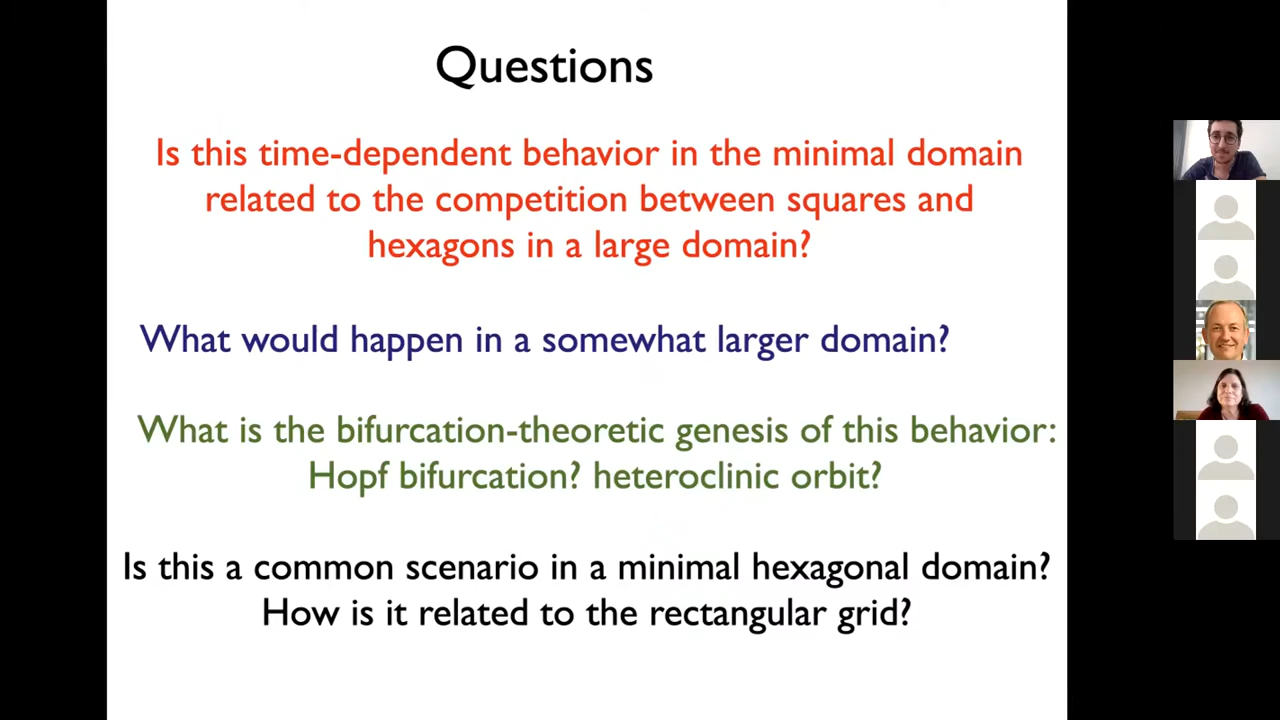 Questions
Is this time-dependent behavior in the minimal domain
related to the competition between squares and
hexagons in a large domain?
What would happen in a somewhat larger domain?
What is the bifurcation-theoretic genesis of this behavior:
Hopf bifurcation? heteroclinic orbit?
Is this a common scenario in a minimal hexagonal domain?
How is it related to the rectangular grid?